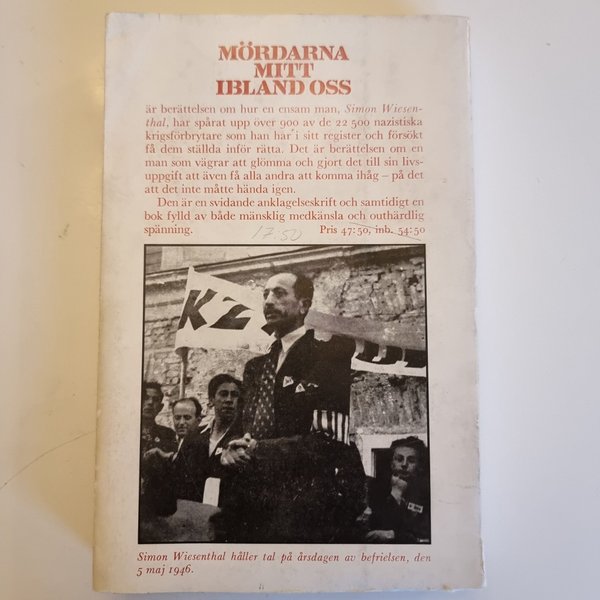 MÖRDARNA
MITT
IBLAND OSS
är berättelsen om hur en ensam man, Simon Wiesen-
thal, har spårat upp över 900 av de 22 500 nazistiska
krigsförbrytare som han har i sitt register och försökt
få dem ställda inför rätta. Det är berättelsen om en
man som vägrar att glömma och gjort det till sin livs-
uppgift att även få alla andra att komma ihåg – på det
att det inte måtte hända igen.
Den är en svidande anklagelseskrift och samtidigt en
bok fylld av både mänsklig medkänsla och outhärdlig
spänning.
17.50
Pris 47:50, inb. 54:50
KZ
Simon Wiesenthal håller tal på årsdagen av befrielsen, den
5 maj 1946.